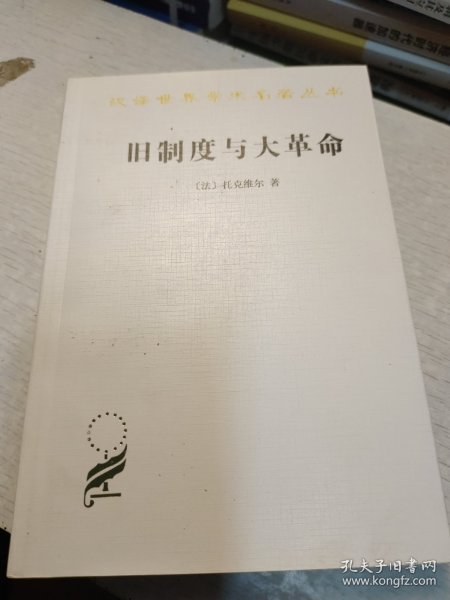 汉译世界学术名著丛书
旧制度与大革命
〔法〕托克维尔 著
孔夫子旧书网
www.kongfz.com